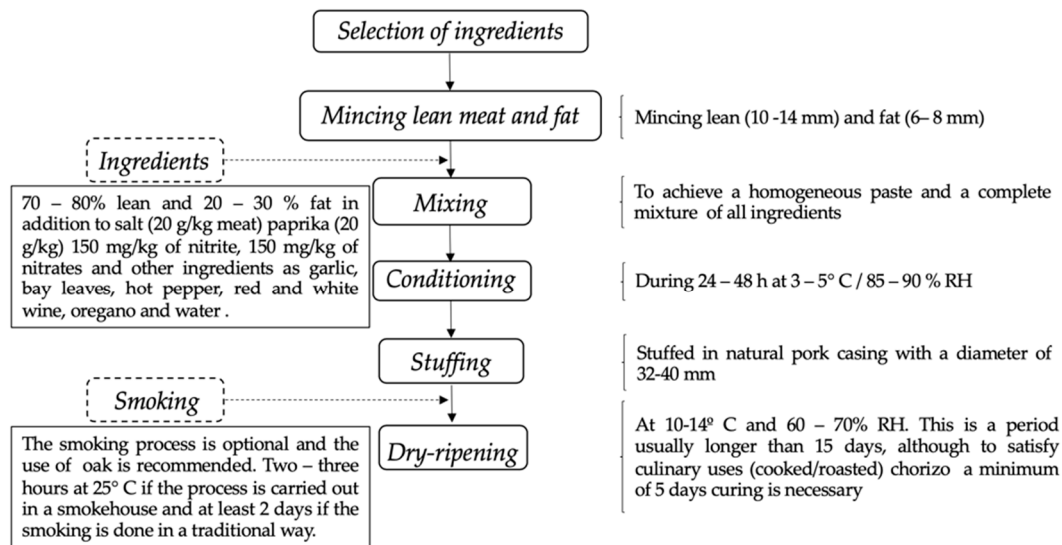 Selection of ingredients
Mincing lean meat and fat
Mincing lean (10 -14 mm) and fat (6– 8 mm)
Ingredients
70 – 80% lean and 20 – 30 % fat in
addition to salt (20 g/kg meat) paprika (20
g/kg) 150 mg/kg of nitrite, 150 mg/kg of
nitrates and other ingredients as garlic,
bay leaves, hot pepper, red and white
wine, oregano and water .
Mixing
To achieve a homogeneous paste and a complete
mixture of all ingredients
Conditioning
During 24 – 48 h at 3 – 5° C / 85 – 90 % RH
Stuffing
Stuffed in natural pork casing with a diameter of
32-40 mm
Smoking
The smoking process is optional and the
use of oak is recommended. Two – three
hours at 25° C if the process is carried out
in a smokehouse and at least 2 days if the
smoking is done in a traditional way.
Dry-ripening
At 10-14º C and 60 – 70% RH. This is a period
usually longer than 15 days, although to satisfy
culinary uses (cooked/roasted) chorizo a minimum
of 5 days curing is necessary